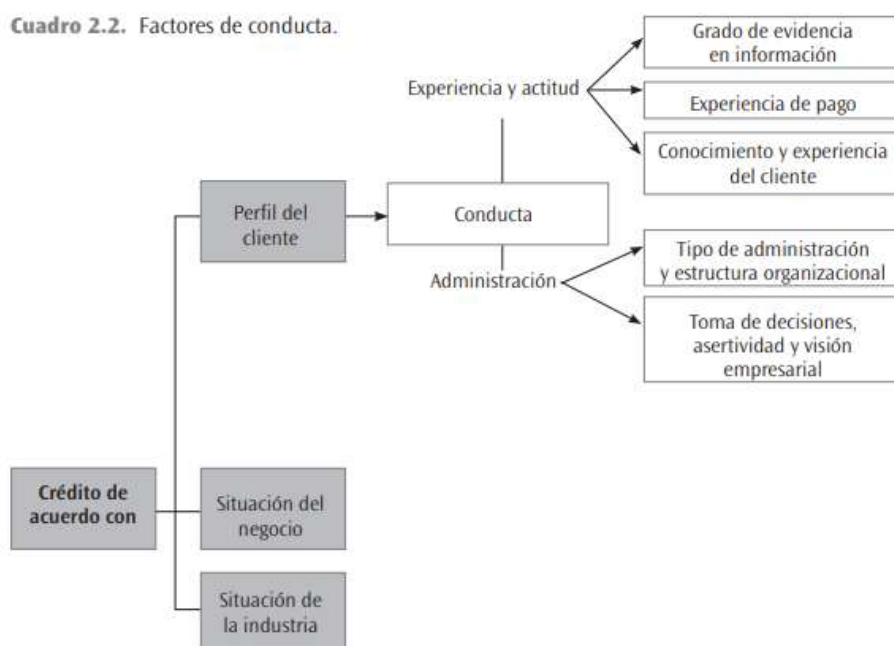 Cuadro 2.2. Factores de conducta.
Grado de evidencia
en información
Experiencia y actitud
Experiencia de pago
Conocimiento y experiencia
del cliente
Perfil del
cliente
Conducta
Tipo de administración
y estructura organizacional
Administración
Toma de decisiones,
asertividad y visión
empresarial
Crédito de
acuerdo con
Situación del
negocio
Situación de
la industria